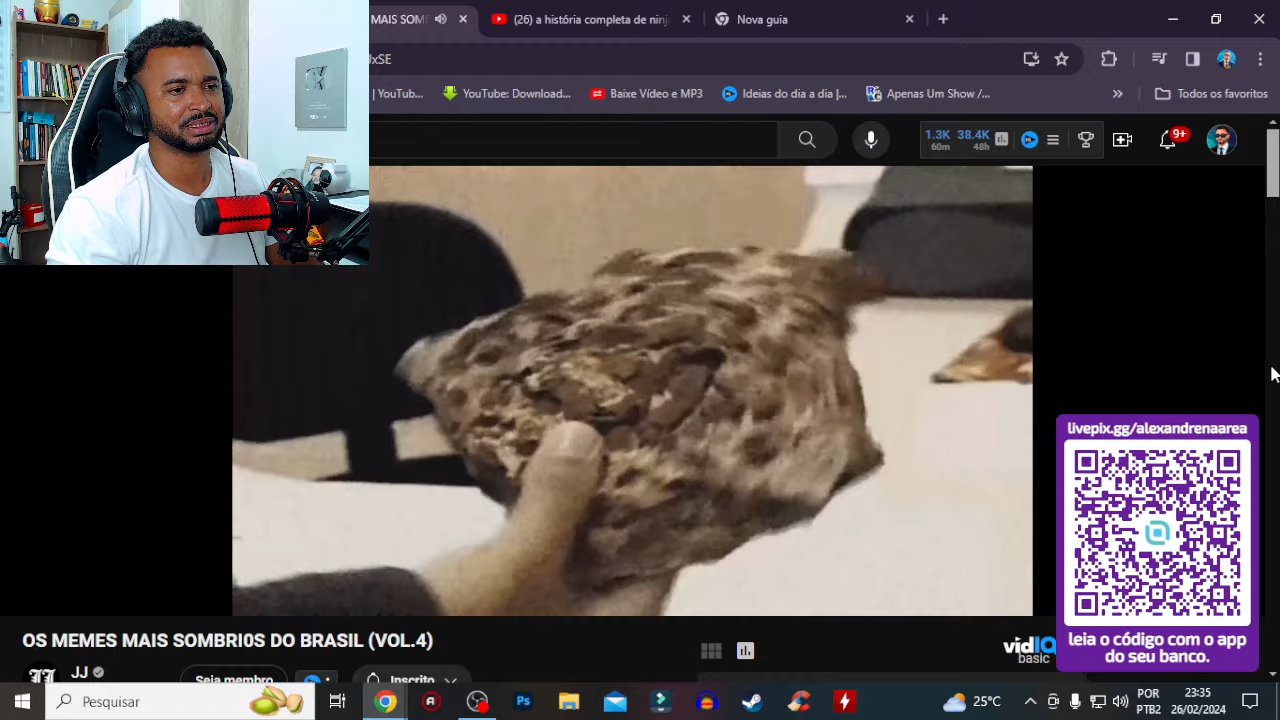 MAIS SOM
(26) a história completa de ninj
Nova guia
JxSE
| YouTub...
YouTube: Download...
Baixe Vídeo e MP3
Ideias do dia a dia |...
Apenas Um Show /...
»
Todos os favoritos
1.3K 38.4K
60m 48h
9+
livepix.gg/alexandrenaarea
leia o código com o app
do seu banco.
OS MEMES MAIS SOMBRI0S DO BRASIL (VOL.4)
JJ
Seja membro
Inscrito
vidIQ
basic
Pesquisar
Ps
25°C
POR
PTB2
23:35
26/02/2024